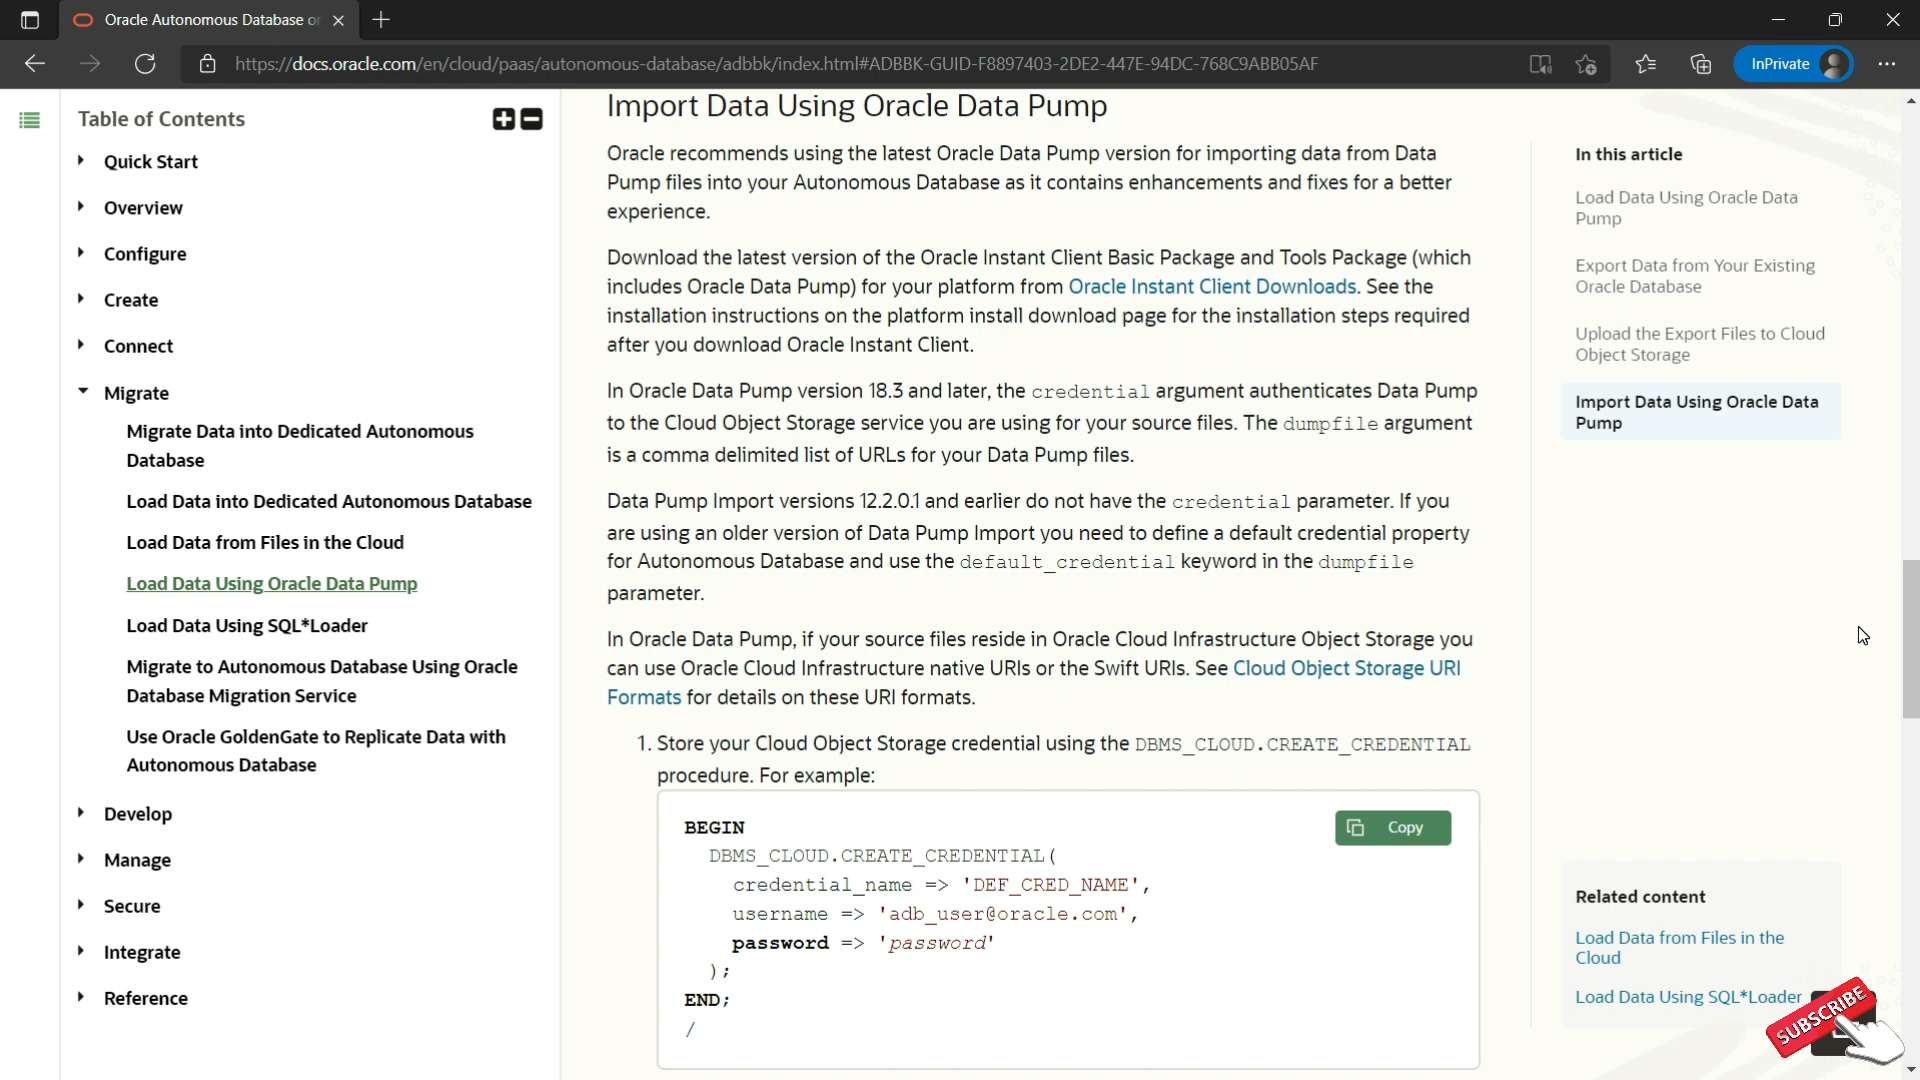 Oracle Autonomous Database or
https://docs.oracle.com/en/cloud/paas/autonomous-database/adbbk/index.html#ADBBK-GUID-F8897403-2DE2-447E-94DC-768C9ABB05AF
InPrivate
Table of Contents
Quick Start
Overview
Configure
Create
Connect
Migrate
Migrate Data into Dedicated Autonomous
Database
Load Data into Dedicated Autonomous Database
Load Data from Files in the Cloud
Load Data Using Oracle Data Pump
Load Data Using SQL*Loader
Migrate to Autonomous Database Using Oracle
Database Migration Service
Use Oracle GoldenGate to Replicate Data with
Autonomous Database
Develop
Manage
Secure
Integrate
Reference
Import Data Using Oracle Data Pump
Oracle recommends using the latest Oracle Data Pump version for importing data from Data
Pump files into your Autonomous Database as it contains enhancements and fixes for a better
experience.
Download the latest version of the Oracle Instant Client Basic Package and Tools Package (which
includes Oracle Data Pump) for your platform from Oracle Instant Client Downloads. See the
installation instructions on the platform install download page for the installation steps required
after you download Oracle Instant Client.
In Oracle Data Pump version 18.3 and later, the credential argument authenticates Data Pump
to the Cloud Object Storage service you are using for your source files. The dumpfile argument
is a comma delimited list of URLs for your Data Pump files.
Data Pump Import versions 12.2.0.1 and earlier do not have the credential parameter. If you
are using an older version of Data Pump Import you need to define a default credential property
for Autonomous Database and use the default_credential keyword in the dumpfile
parameter.
In Oracle Data Pump, if your source files reside in Oracle Cloud Infrastructure Object Storage you
can use Oracle Cloud Infrastructure native URIs or the Swift URIs. See Cloud Object Storage URI
Formats for details on these URI formats.
1. Store your Cloud Object Storage credential using the DBMS_CLOUD.CREATE_CREDENTIAL
procedure. For example:
Copy
BEGIN
DBMS_CLOUD.CREATE_CREDENTIAL(
credential_name => 'DEF_CRED_NAME',
username => 'adb_user@oracle.com',
password => 'password'
);
END;
/
In this article
Load Data Using Oracle Data
Pump
Export Data from Your Existing
Oracle Database
Upload the Export Files to Cloud
Object Storage
Import Data Using Oracle Data
Pump
Related content
Load Data from Files in the
Cloud
Load Data Using SQL*Loader
SUBSCRIBE